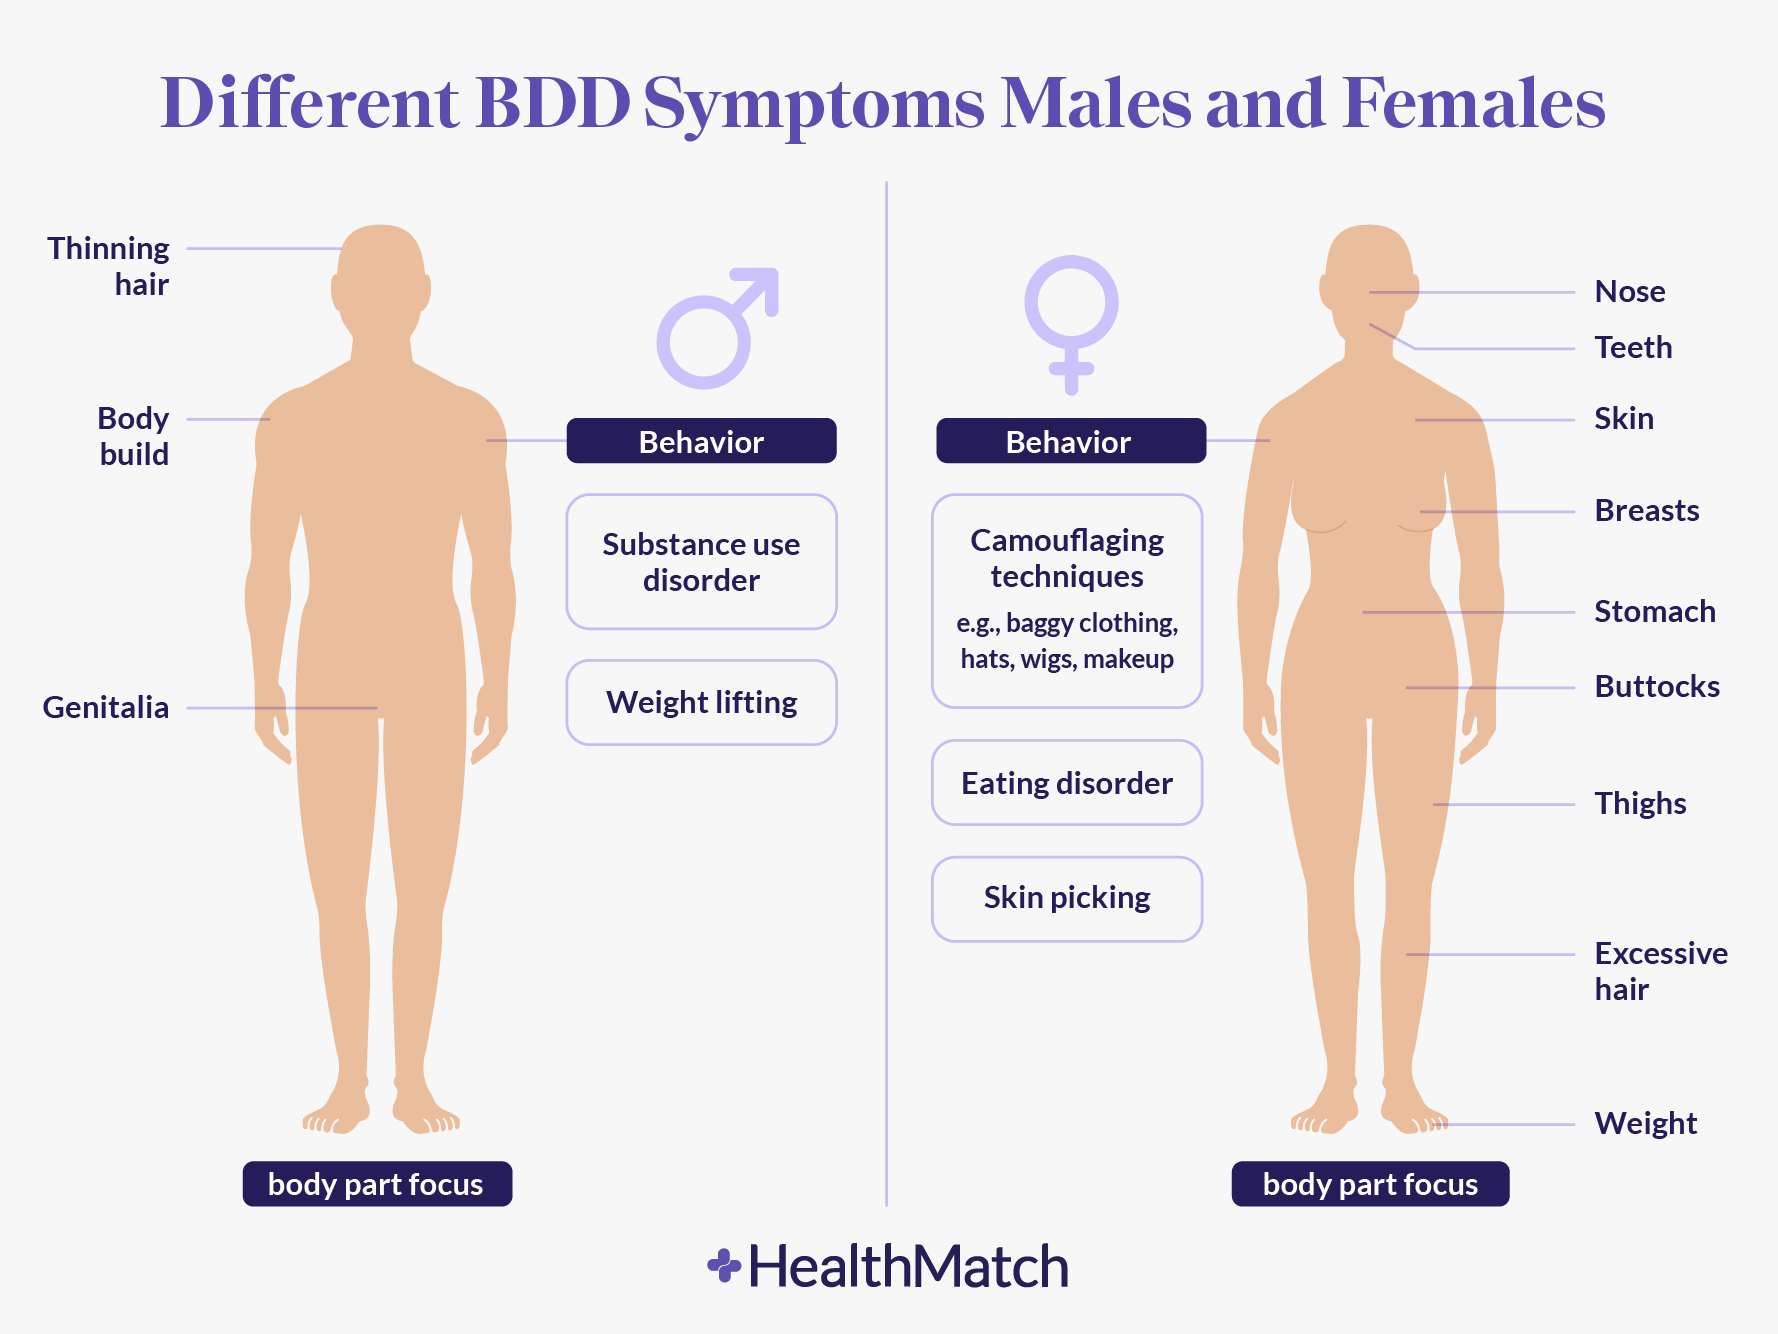 Different BDD Symptoms Males and Females
Thinning
hair
Body
build
Genitalia
Behavior
Substance use
disorder
Weight lifting
body part focus
Behavior
Camouflaging
techniques
e.g., baggy clothing,
hats, wigs, makeup
Eating disorder
Skin picking
Nose
Teeth
Skin
Breasts
Stomach
Buttocks
Thighs
Excessive
hair
Weight
body part focus
HealthMatch